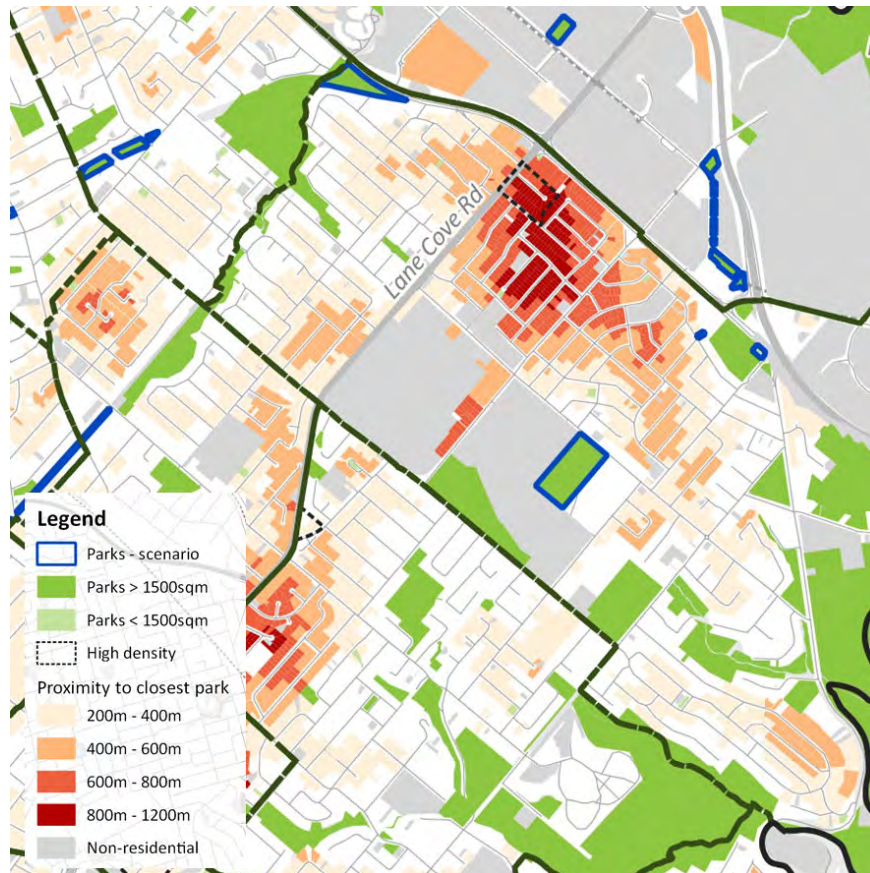 Lane Cove Rd
Legend
Parks - scenario
Parks > 1500sqm
Parks < 1500sqm
High density
Proximity to closest park
200m - 400m
400m - 600m
600m - 800m
800m - 1200m
Non-residential